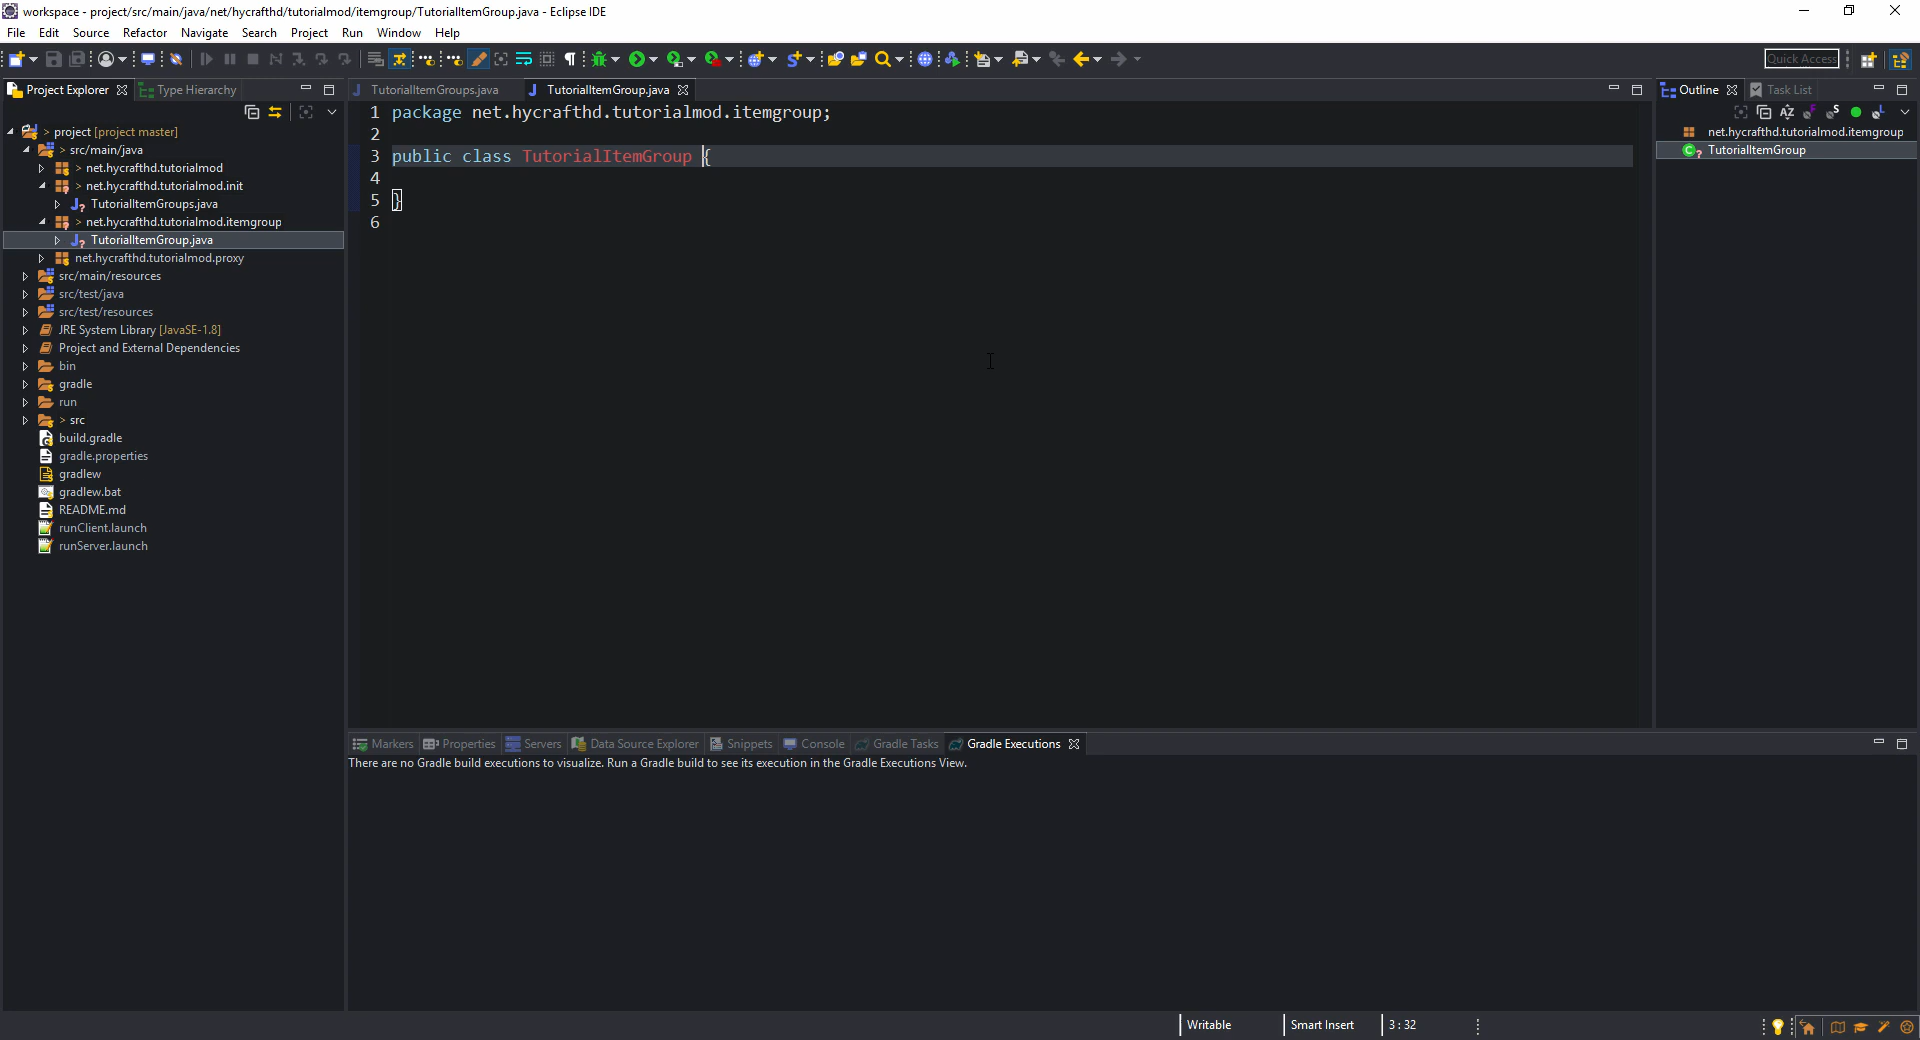 workspace - project/src/main/java/net/hycrafthd/tutorialmod/itemgroup/TutorialItemGroup.java - Eclipse IDE
File Edit Source Refactor Navigate Search Project Run Window Help
Quick Access
Project Explorer Type Hierarchy
TutorialItemGroups.java TutorialItemGroup.java
Outline Task List
> project [project master]
> src/main/java
> net.hycrafthd.tutorialmod
> net.hycrafthd.tutorialmod.init
TutorialItemGroups.java
> net.hycrafthd.tutorialmod.itemgroup
TutorialItemGroup.java
net.hycrafthd.tutorialmod.proxy
src/main/resources
src/test/java
src/test/resources
JRE System Library [JavaSE-1.8]
Project and External Dependencies
bin
gradle
run
> src
build.gradle
gradle.properties
gradlew
gradlew.bat
README.md
runClient.launch
runServer.launch
1 package net.hycrafthd.tutorialmod.itemgroup;
2
3 public class TutorialItemGroup {
4
5 }
6
net.hycrafthd.tutorialmod.itemgroup
TutorialItemGroup
Markers Properties Servers Data Source Explorer Snippets Console Gradle Tasks Gradle Executions
There are no Gradle build executions to visualize. Run a Gradle build to see its execution in the Gradle Executions View.
Writable Smart Insert 3 : 32